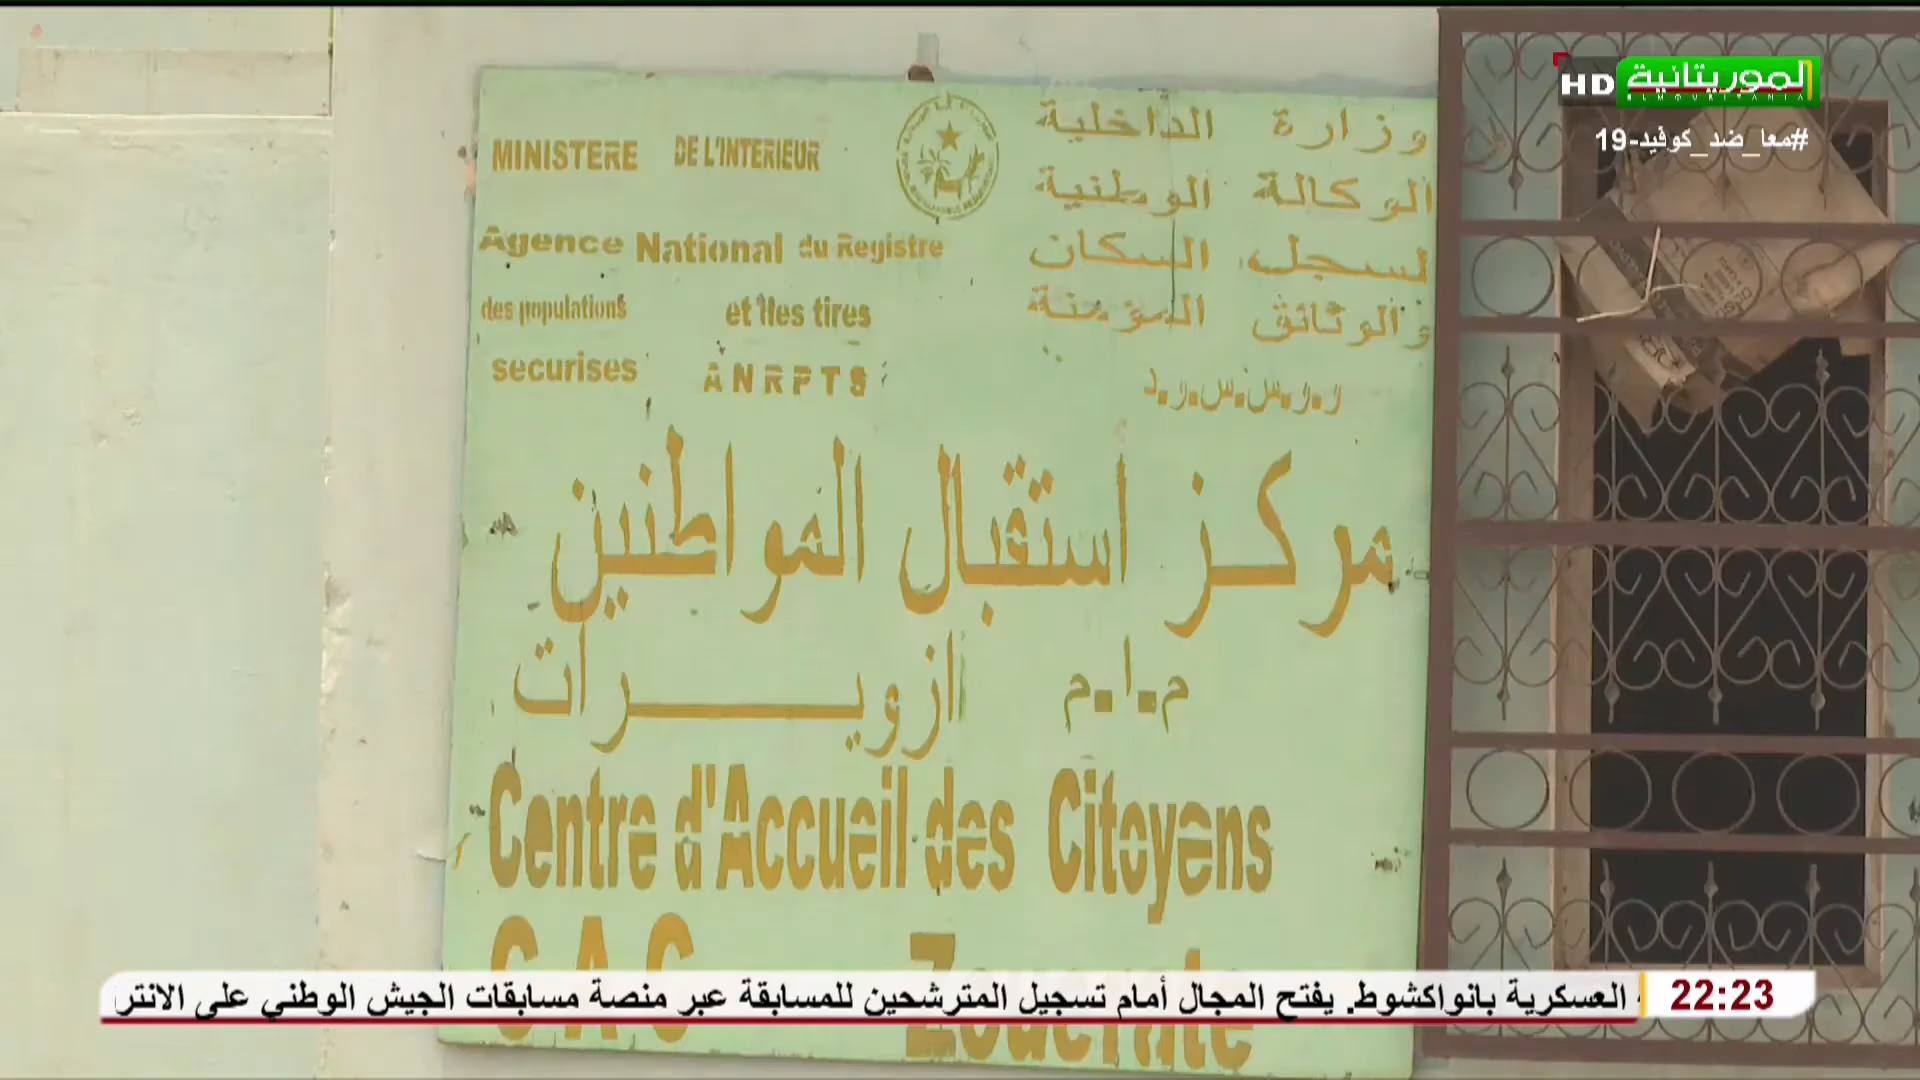 HD الموريتانية
ELMOURITANIA
#معا_ضد_كوفيد-19
MINISTERE DE L'INTERIEUR
وزارة الداخلية
Agence National du Registre
الوكالة الوطنية
des populations et des tires
لسجل السكان
securises ANRPTS
والوثائق المؤمنة
و.و.س.س.و.
مركز أستقبال المواطنين
م.ا.م ازويرات
Centre d'Accueil des Citoyens
C A C Zouerate
العسكرية بانواكشوط. يفتح المجال أمام تسجيل المترشحين للمسابقة عبر منصة مسابقات الجيش الوطني على الانتر
22:23